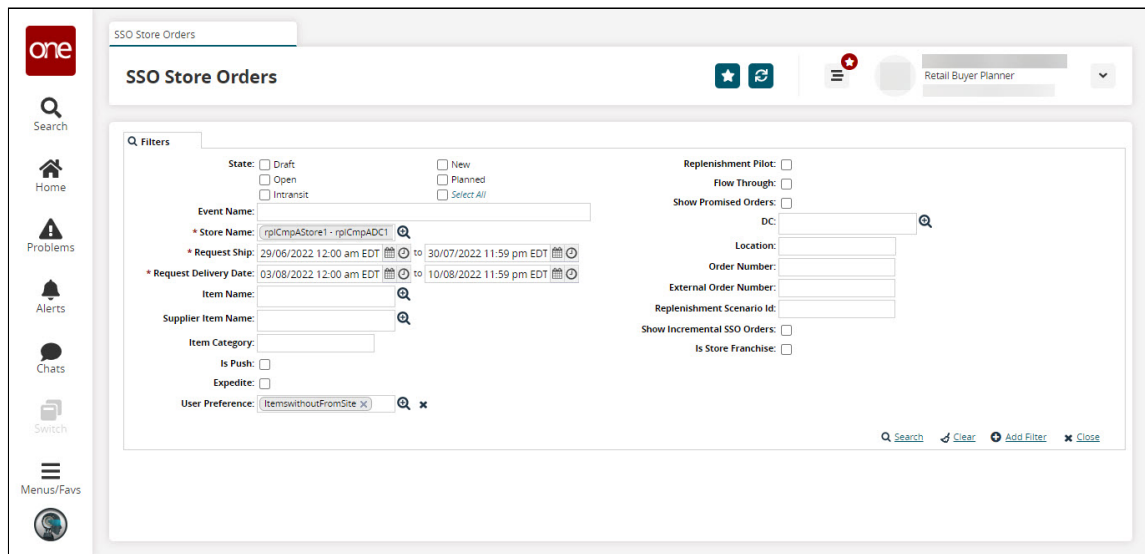 one
Search
Home
Problems
Alerts
Chats
Switch
Menus/Favs
SSO Store Orders
SSO Store Orders
Retail Buyer Planner
Filters
State: Draft New
Open Planned
Intransit Select All
Event Name:
* Store Name: rplCmpAStore1 - rplCmpADC1
* Request Ship: 29/06/2022 12:00 am EDT to 30/07/2022 11:59 pm EDT
* Request Delivery Date: 03/08/2022 12:00 am EDT to 10/08/2022 11:59 pm EDT
Item Name:
Supplier Item Name:
Item Category:
Is Push:
Expedite:
User Preference: ItemswithoutFromSite
Replenishment Pilot:
Flow Through:
Show Promised Orders:
DC:
Location:
Order Number:
External Order Number:
Replenishment Scenario Id:
Show Incremental SSO Orders:
Is Store Franchise:
Search Clear Add Filter Close